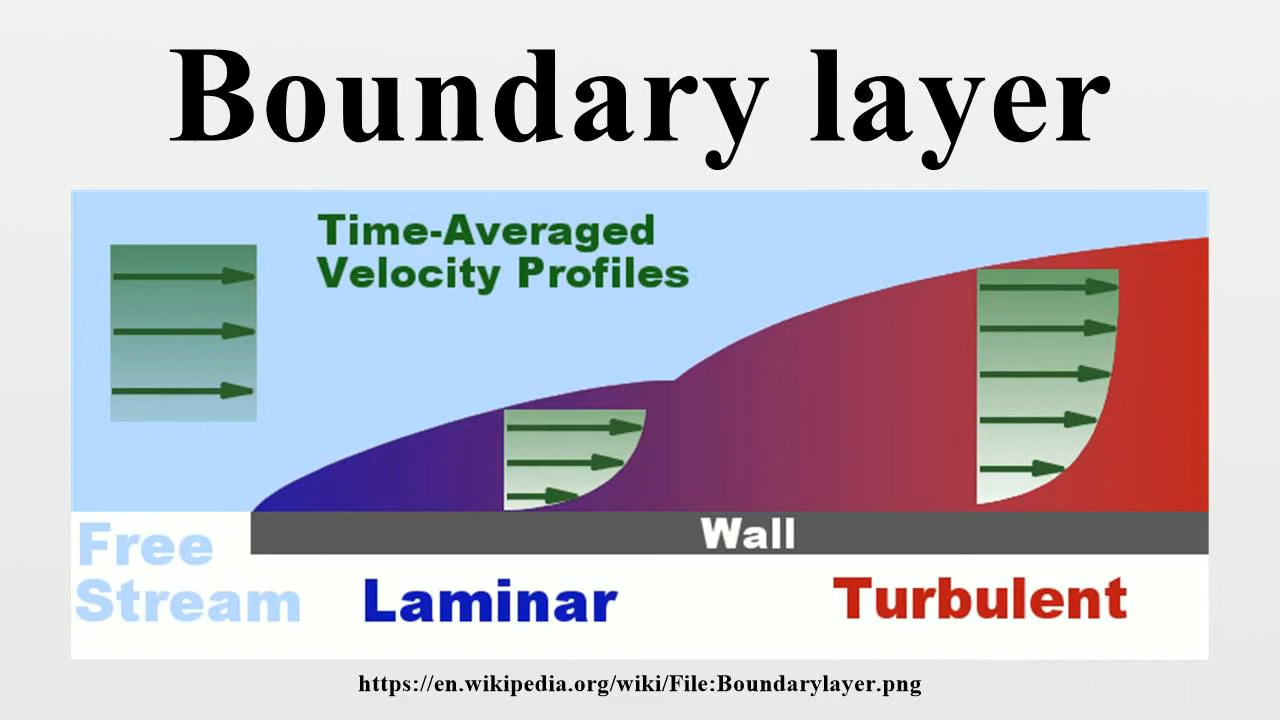 Boundary layer
Time-Averaged
Velocity Profiles
Wall
Free
Stream
Laminar
Turbulent
https://en.wikipedia.org/wiki/File:Boundarylayer.png